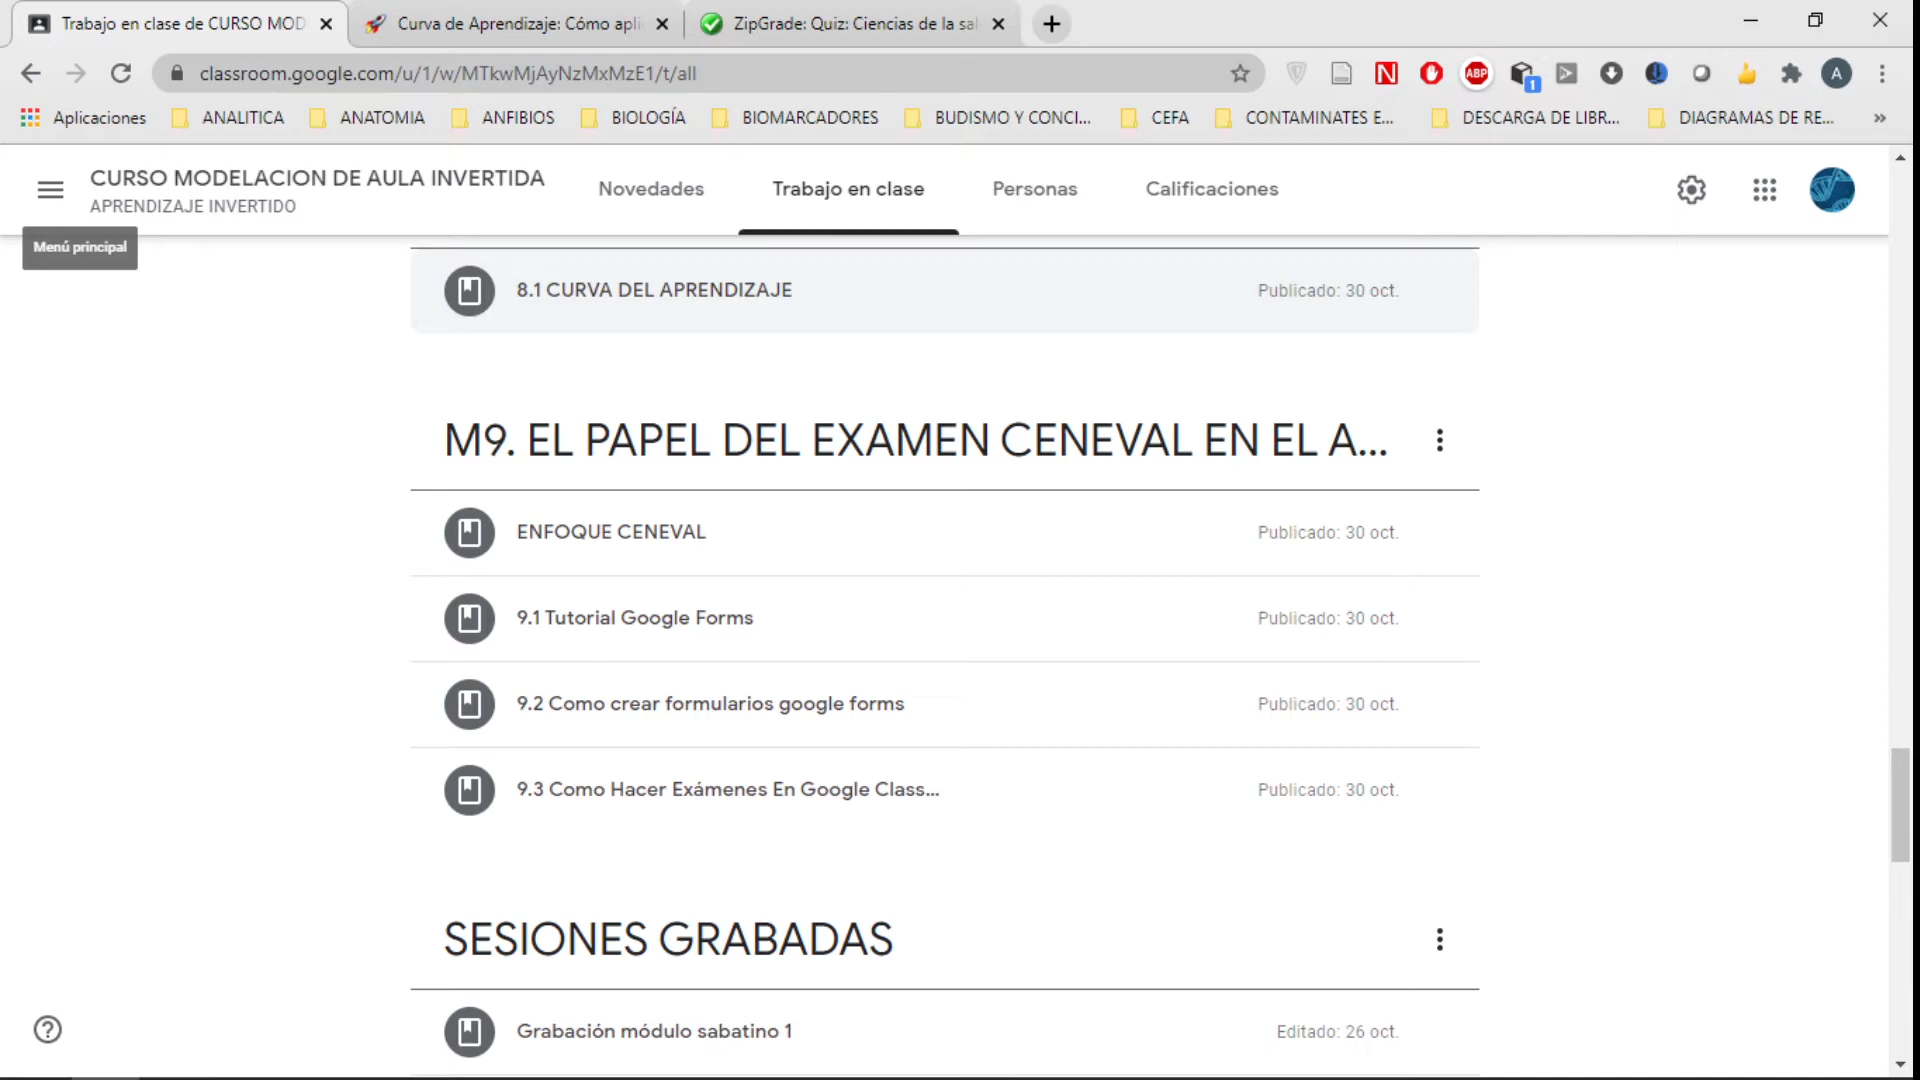 Trabajo en clase de CURSO MOD
Curva de Aprendizaje: Cómo apli
ZipGrade: Quiz: Ciencias de la sal
classroom.google.com/u/1/w/MTkwMjAyNzMxMzE1/t/all
N
ABP
1
A
Aplicaciones
ANALITICA
ANATOMIA
ANFIBIOS
BIOLOGÍA
BIOMARCADORES
BUDISMO Y CONCI...
CEFA
CONTAMINATES E...
DESCARGA DE LIBR...
DIAGRAMAS DE RE...
»
CURSO MODELACION DE AULA INVERTIDA
APRENDIZAJE INVERTIDO
Novedades
Trabajo en clase
Personas
Calificaciones
Menú principal
8.1 CURVA DEL APRENDIZAJE
Publicado: 30 oct.
M9. EL PAPEL DEL EXAMEN CENEVAL EN EL A...
ENFOQUE CENEVAL
Publicado: 30 oct.
9.1 Tutorial Google Forms
Publicado: 30 oct.
9.2 Como crear formularios google forms
Publicado: 30 oct.
9.3 Como Hacer Exámenes En Google Class...
Publicado: 30 oct.
SESIONES GRABADAS
Grabación módulo sabatino 1
Editado: 26 oct.